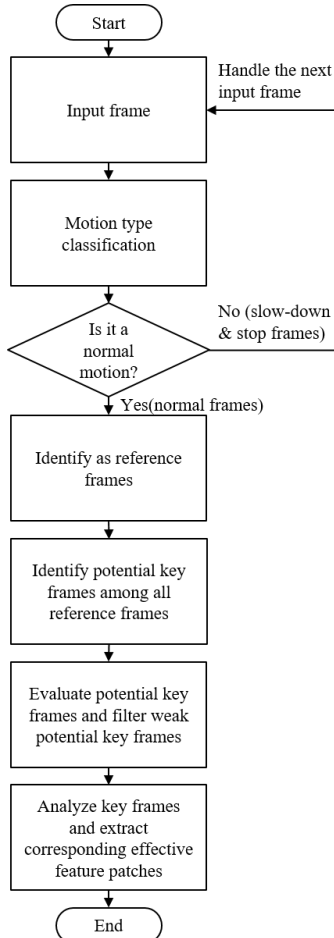 Start
Handle the next
input frame
Input frame
Motion type
classification
Is it a
normal
motion?
No (slow-down
& stop frames)
Yes(normal frames)
Identify as reference
frames
Identify potential key
frames among all
reference frames
Evaluate potential key
frames and filter weak
potential key frames
Analyze key frames
and extract
corresponding effective
feature patches
End